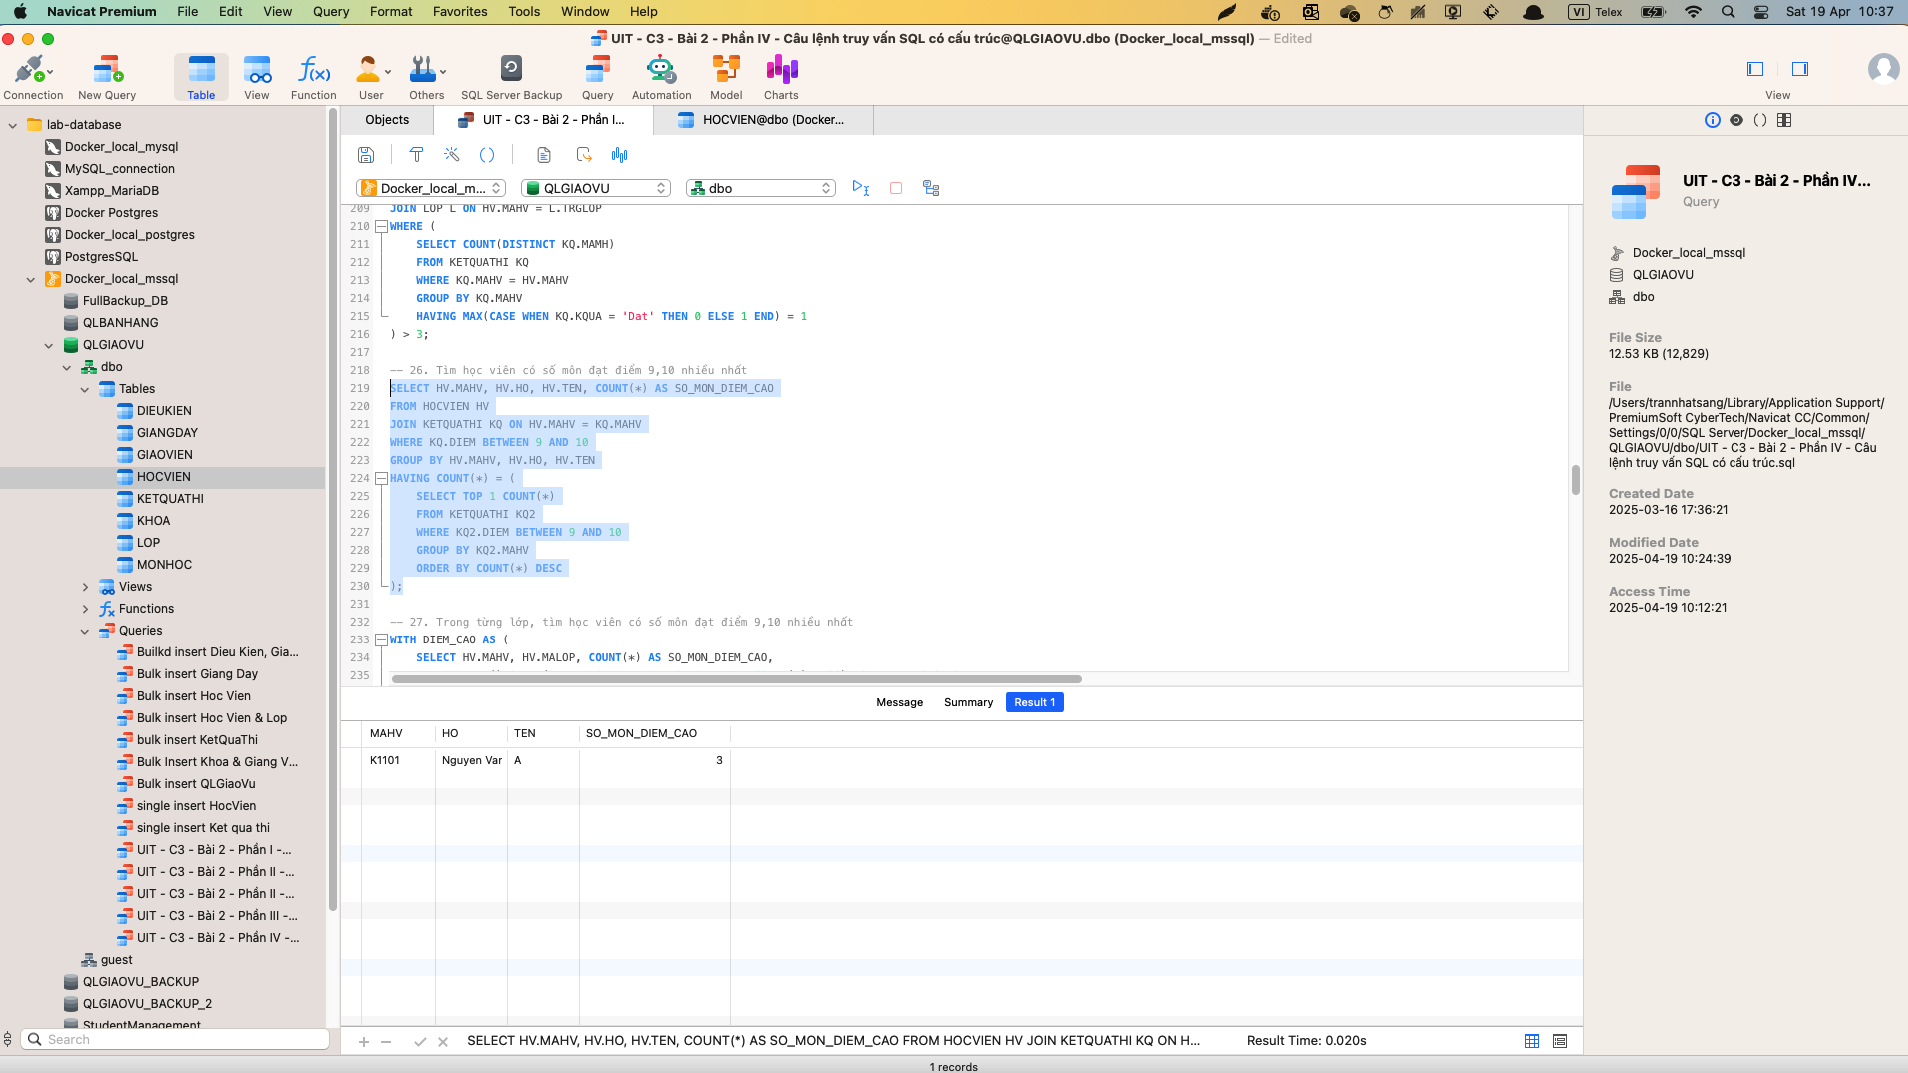 Navicat Premium File Edit View Query Format Favorites Tools Window Help VI Telex Sat 19 Apr 10:37
UIT - C3 - Bài 2 - Phần IV - Câu lệnh truy vấn SQL có cấu trúc@QLGIAOVU.dbo (Docker_local_mssql) — Edited
Connection New Query Table View Function User Others SQL Server Backup Query Automation Model Charts View
lab-database
Docker_local_mysql
MySQL_connection
Xampp_MariaDB
Docker Postgres
Docker_local_postgres
PostgresSQL
Docker_local_mssql
FullBackup_DB
QLBANHANG
QLGIAOVU
dbo
Tables
DIEUKIEN
GIANGDAY
GIAOVIEN
HOCVIEN
KETQUATHI
KHOA
LOP
MONHOC
Views
Functions
Queries
Builkd insert Dieu Kien, Gia...
Bulk insert Giang Day
Bulk insert Hoc Vien
Bulk insert Hoc Vien & Lop
bulk insert KetQuaThi
Bulk Insert Khoa & Giang V...
Bulk insert QLGiaoVu
single insert HocVien
single insert Ket qua thi
UIT - C3 - Bài 2 - Phần I -...
UIT - C3 - Bài 2 - Phần II -...
UIT - C3 - Bài 2 - Phần II -...
UIT - C3 - Bài 2 - Phần III -...
UIT - C3 - Bài 2 - Phần IV -...
guest
QLGIAOVU_BACKUP
QLGIAOVU_BACKUP_2
StudentManagement
Search
Objects UIT - C3 - Bài 2 - Phần I... HOCVIEN@dbo (Docker...
Docker_local_m... QLGIAOVU dbo
209 JOIN LOP L ON HV.MAHV = L.TRGLOP
210 WHERE (
211 SELECT COUNT(DISTINCT KQ.MAMH)
212 FROM KETQUATHI KQ
213 WHERE KQ.MAHV = HV.MAHV
214 GROUP BY KQ.MAHV
215 HAVING MAX(CASE WHEN KQ.KQUA = 'Dat' THEN 0 ELSE 1 END) = 1
216 ) > 3;
217
218 -- 26. Tìm học viên có số môn đạt điểm 9,10 nhiều nhất
219 SELECT HV.MAHV, HV.HO, HV.TEN, COUNT(*) AS SO_MON_DIEM_CAO
220 FROM HOCVIEN HV
221 JOIN KETQUATHI KQ ON HV.MAHV = KQ.MAHV
222 WHERE KQ.DIEM BETWEEN 9 AND 10
223 GROUP BY HV.MAHV, HV.HO, HV.TEN
224 HAVING COUNT(*) = (
225 SELECT TOP 1 COUNT(*)
226 FROM KETQUATHI KQ2
227 WHERE KQ2.DIEM BETWEEN 9 AND 10
228 GROUP BY KQ2.MAHV
229 ORDER BY COUNT(*) DESC
230 );
231
232 -- 27. Trong từng lớp, tìm học viên có số môn đạt điểm 9,10 nhiều nhất
233 WITH DIEM_CAO AS (
234 SELECT HV.MAHV, HV.MALOP, COUNT(*) AS SO_MON_DIEM_CAO,
235
Message Summary Result 1
MAHV HO TEN SO_MON_DIEM_CAO
K1101 Nguyen Van A 3
SELECT HV.MAHV, HV.HO, HV.TEN, COUNT(*) AS SO_MON_DIEM_CAO FROM HOCVIEN HV JOIN KETQUATHI KQ ON H... Result Time: 0.020s
1 records
UIT - C3 - Bài 2 - Phần IV...
Query
Docker_local_mssql
QLGIAOVU
dbo
File Size
12.53 KB (12,829)
File
/Users/trannhatsang/Library/Application Support/
PremiumSoft CyberTech/Navicat CC/Common/
Settings/0/0/SQL Server/Docker_local_mssql/
QLGIAOVU/dbo/UIT - C3 - Bài 2 - Phần IV - Câu
lệnh truy vấn SQL có cấu trúc.sql
Created Date
2025-03-16 17:36:21
Modified Date
2025-04-19 10:24:39
Access Time
2025-04-19 10:12:21